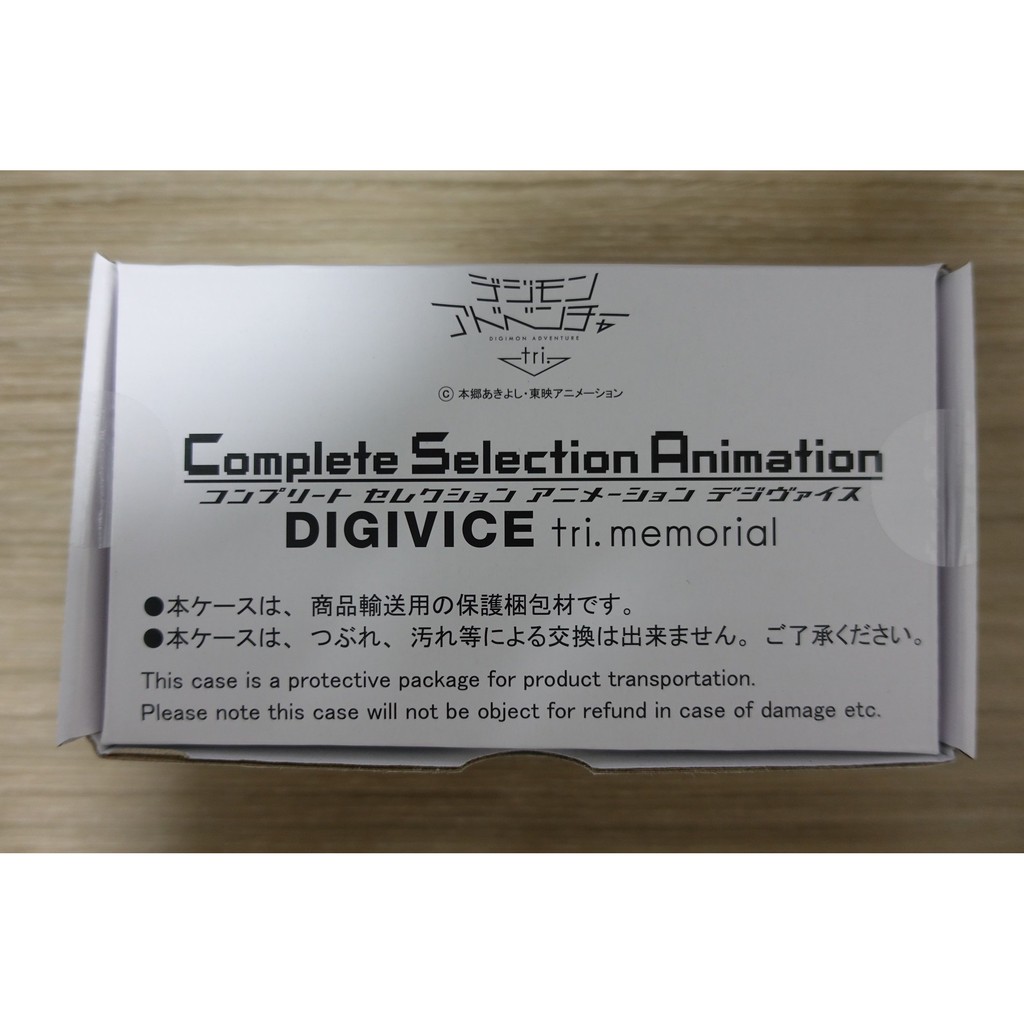 デジモン
アドベンチャー
DIGIMON ADVENTURE
tri.
© 本郷あきよし・東映アニメーション
Complete Selection Animation
コンプリート セレクション アニメーション デジヴァイス
DIGIVICE tri.memorial
●本ケースは、商品輸送用の保護梱包材です。
●本ケースは、つぶれ、汚れ等による交換は出来ません。ご了承ください。
This case is a protective package for product transportation.
Please note this case will not be object for refund in case of damage etc.